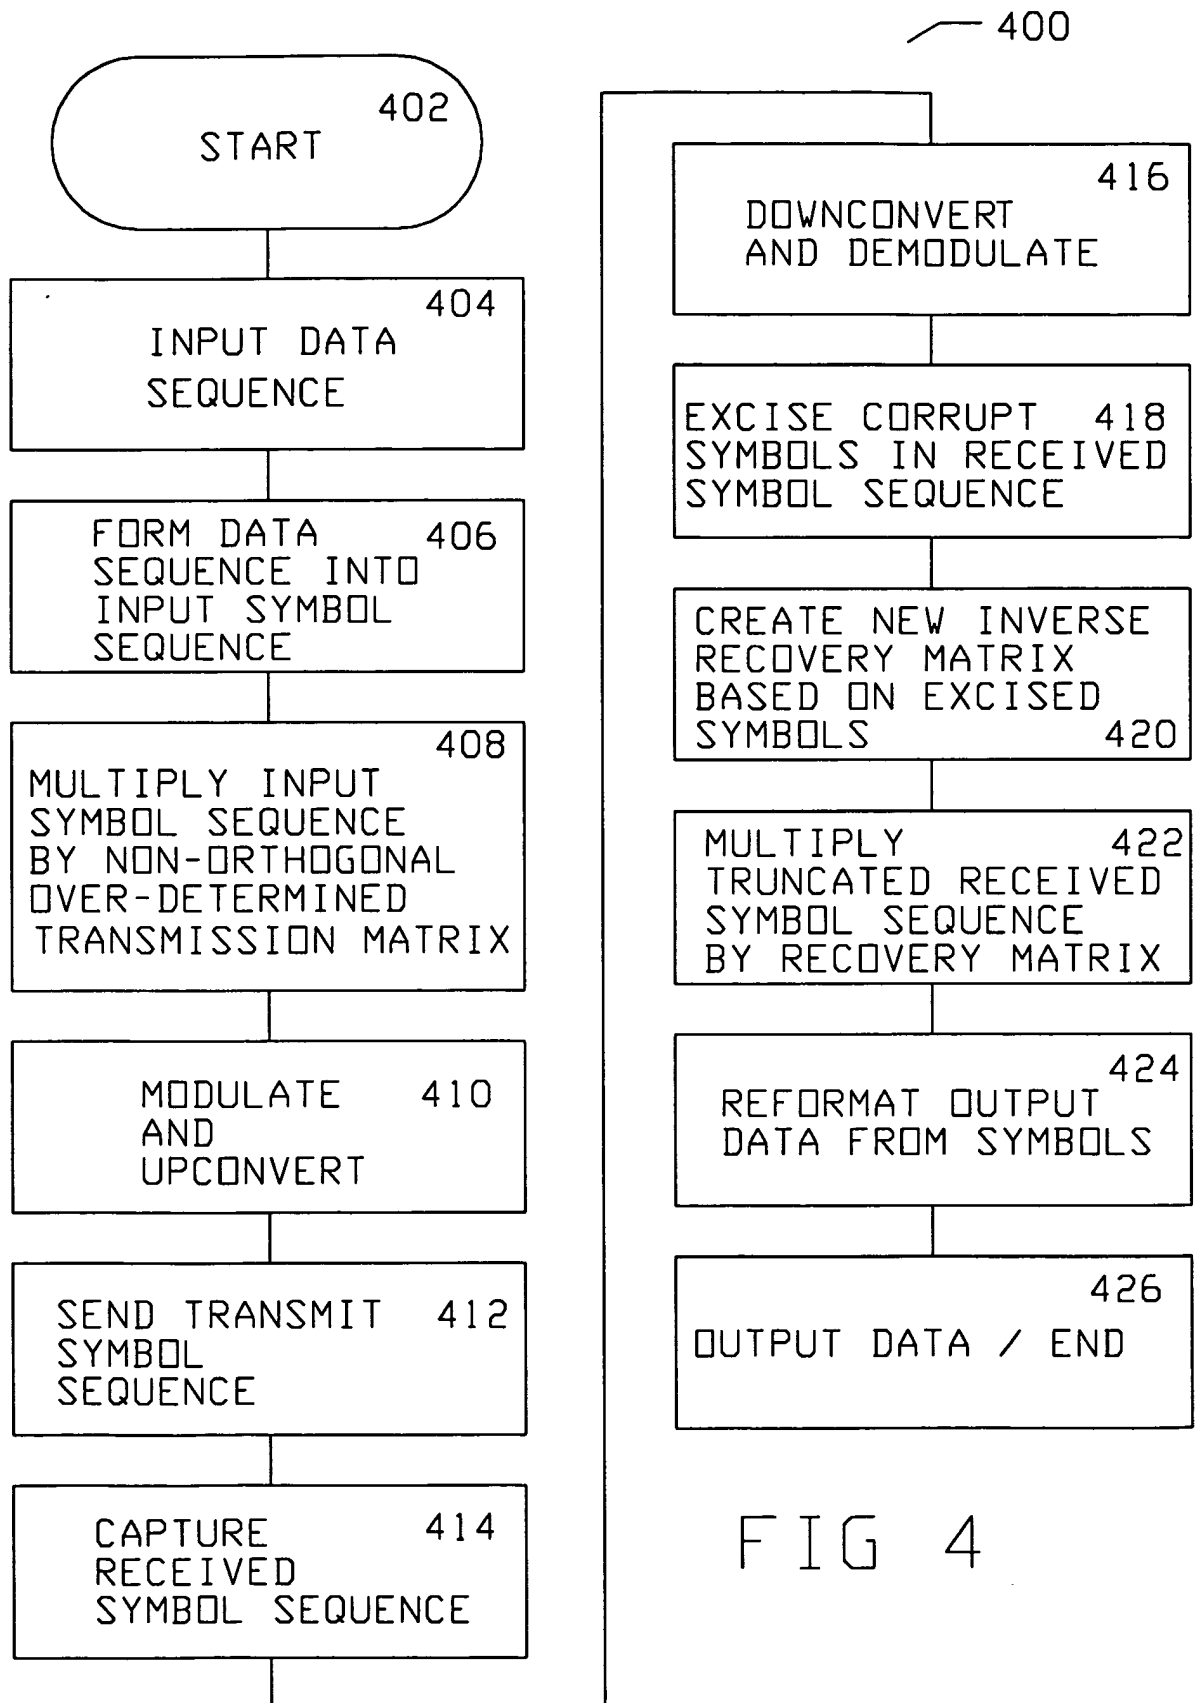 400
402
START
404
INPUT DATA
SEQUENCE
FORM DATA 406
SEQUENCE INTO
INPUT SYMBOL
SEQUENCE
408
MULTIPLY INPUT
SYMBOL SEQUENCE
BY NON-ORTHOGONAL
OVER-DETERMINED
TRANSMISSION MATRIX
MODULATE 410
AND
UPCONVERT
SEND TRANSMIT 412
SYMBOL
SEQUENCE
CAPTURE 414
RECEIVED
SYMBOL SEQUENCE
416
DOWNCONVERT
AND DEMODULATE
EXCISE CORRUPT 418
SYMBOLS IN RECEIVED
SYMBOL SEQUENCE
CREATE NEW INVERSE
RECOVERY MATRIX
BASED ON EXCISED
SYMBOLS 420
MULTIPLY 422
TRUNCATED RECEIVED
SYMBOL SEQUENCE
BY RECOVERY MATRIX
424
REFORMAT OUTPUT
DATA FROM SYMBOLS
426
OUTPUT DATA / END
FIG 4